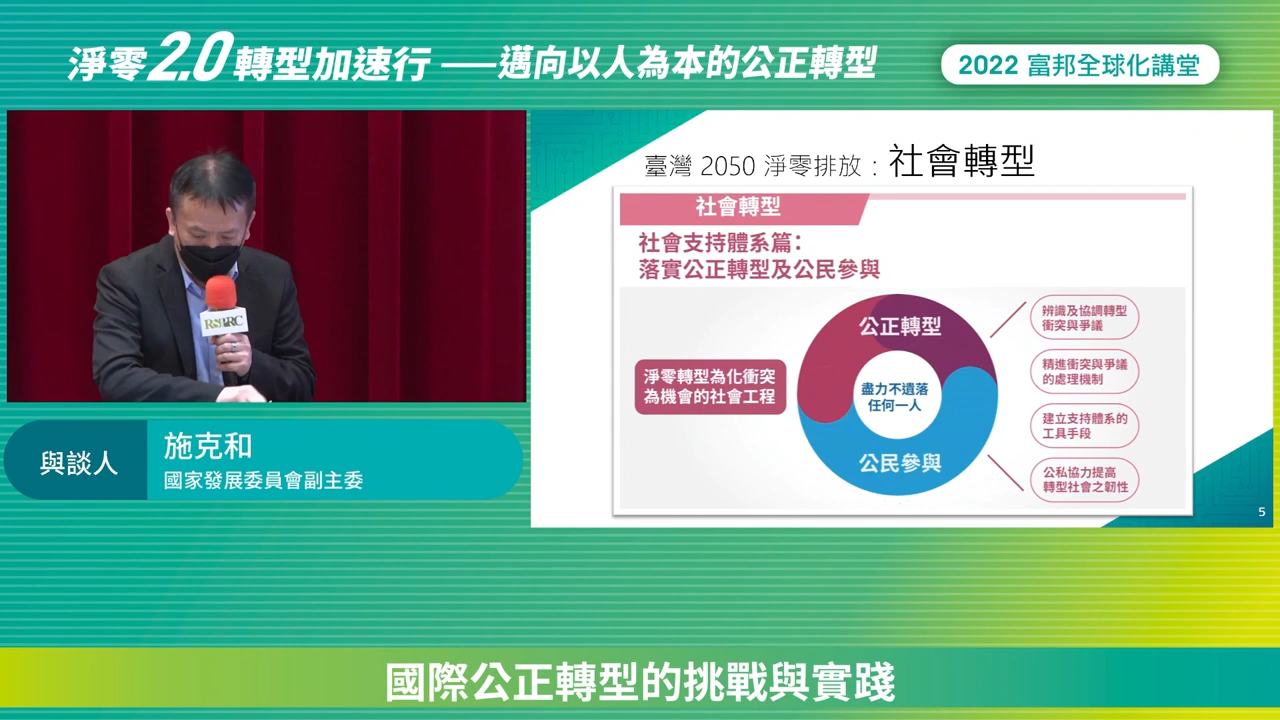 淨零2.0轉型加速行——邁向以人為本的公正轉型
2022 富邦全球化講堂
RSPRC
與談人
施克和
國家發展委員會副主委
臺灣 2050 淨零排放：社會轉型
社會轉型
社會支持體系篇：
落實公正轉型及公民參與
淨零轉型為化衝突
為機會的社會工程
公正轉型
盡力不遺落
任何一人
公民參與
辨識及協調轉型
衝突與爭議
精進衝突與爭議
的處理機制
建立支持體系的
工具手段
公私協力提高
轉型社會之韌性
5
國際公正轉型的挑戰與實踐